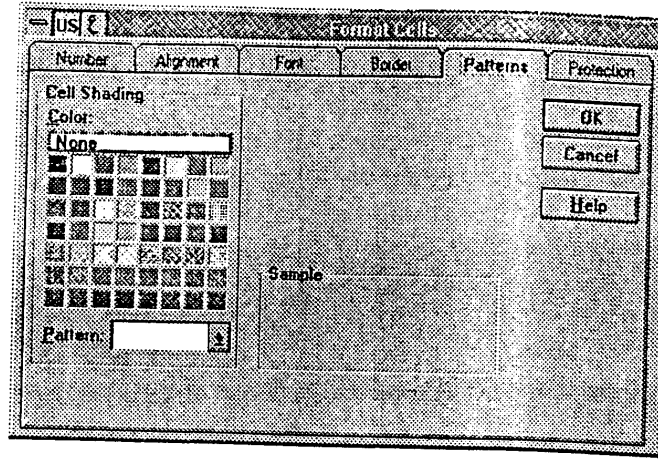 US ع Format Cells
Number Alignment Font Border Patterns Protection
Cell Shading
Color:
None
OK
Cancel
Help
Sample
Pattern: